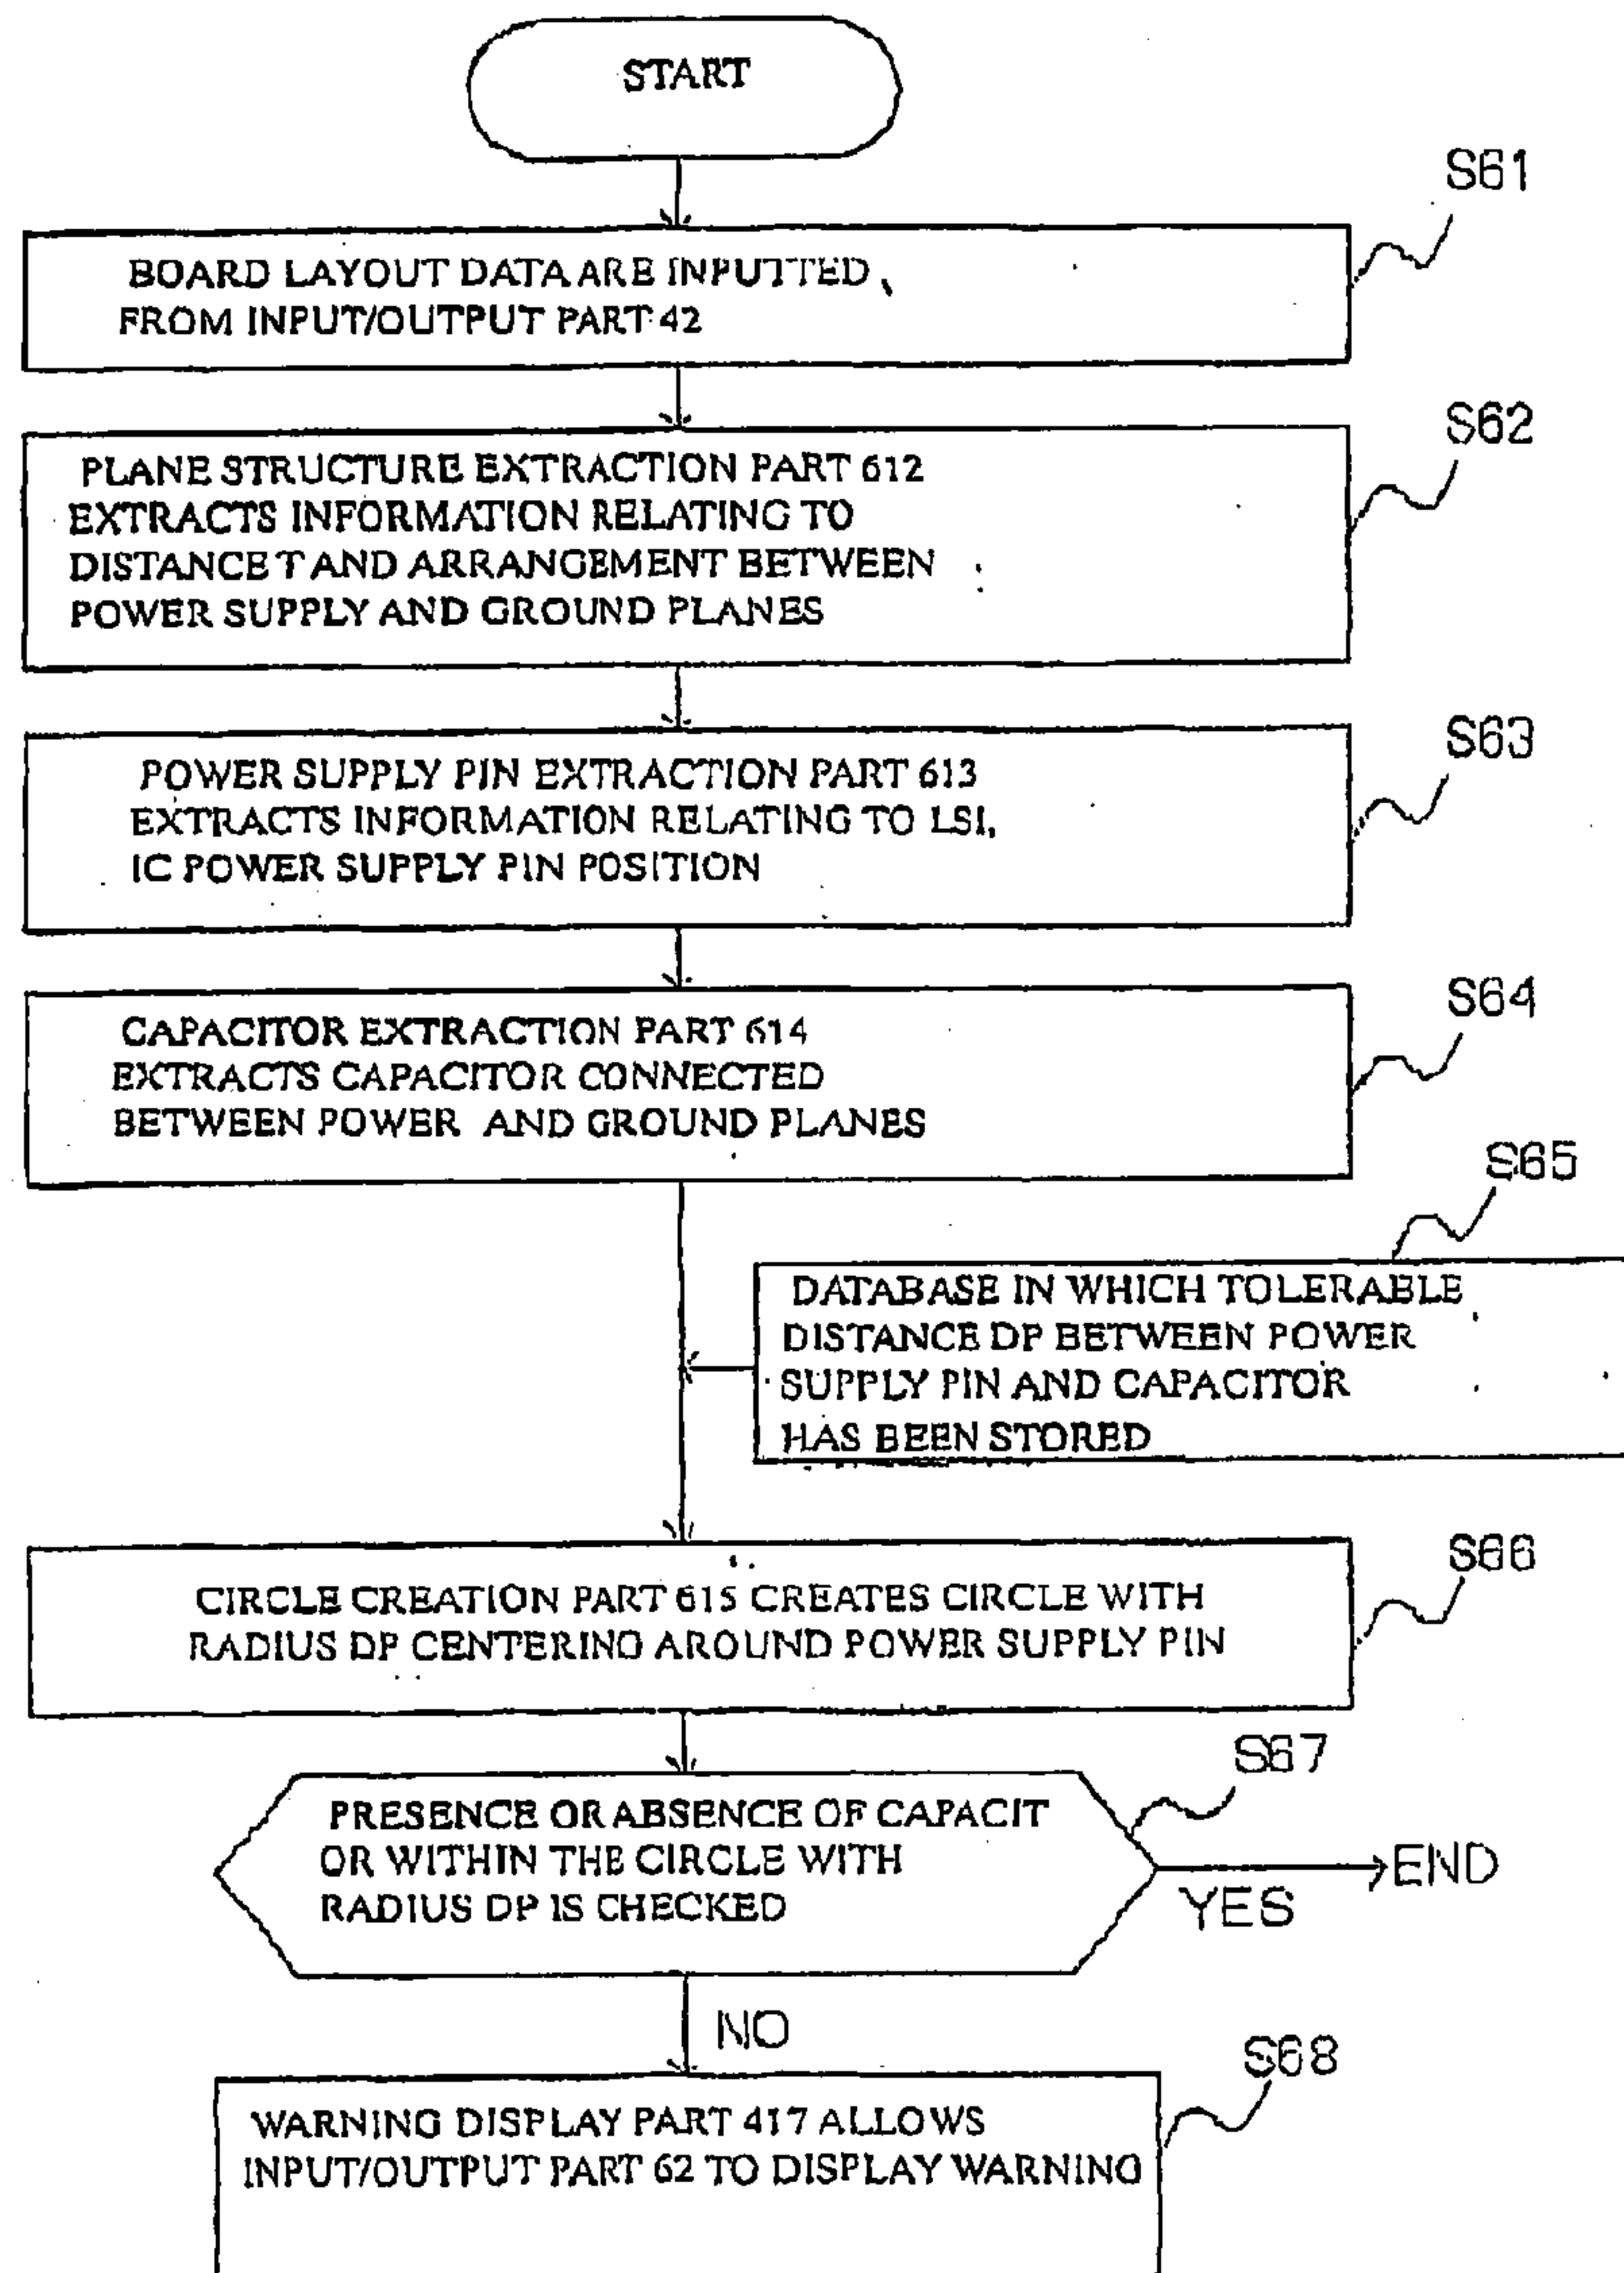 START
S61
BOARD LAYOUT DATA ARE INPUTTED
FROM INPUT/OUTPUT PART 42
S62
PLANE STRUCTURE EXTRACTION PART 612
EXTRACTS INFORMATION RELATING TO
DISTANCE T AND ARRANGEMENT BETWEEN
POWER SUPPLY AND GROUND PLANES
S63
POWER SUPPLY PIN EXTRACTION PART 613
EXTRACTS INFORMATION RELATING TO LSI,
IC POWER SUPPLY PIN POSITION
S64
CAPACITOR EXTRACTION PART 614
EXTRACTS CAPACITOR CONNECTED
BETWEEN POWER AND GROUND PLANES
S65
DATABASE IN WHICH TOLERABLE
DISTANCE DP BETWEEN POWER
SUPPLY PIN AND CAPACITOR
HAS BEEN STORED
S66
CIRCLE CREATION PART 615 CREATES CIRCLE WITH
RADIUS DP CENTERING AROUND POWER SUPPLY PIN
S67
PRESENCE OR ABSENCE OF CAPACIT
OR WITHIN THE CIRCLE WITH
RADIUS DP IS CHECKED
END
YES
NO
S68
WARNING DISPLAY PART 417 ALLOWS
INPUT/OUTPUT PART 62 TO DISPLAY WARNING